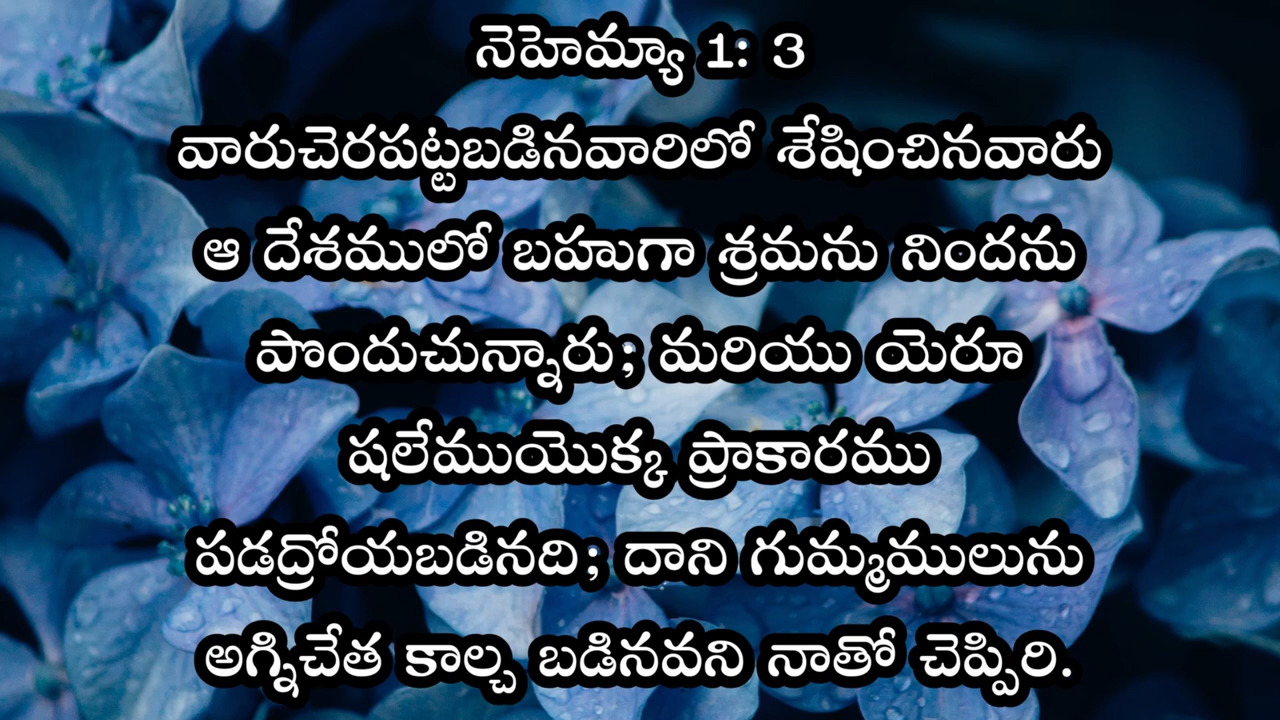 నెహెమ్యా 1: 3
వారుచెరపట్టబడినవారిలో శేషించినవారు
ఆ దేశములో బహుగా శ్రమను నిందను
పొందుచున్నారు; మరియు యెరూ
షలేముయొక్క ప్రాకారము
పడద్రోయబడినది; దాని గుమ్మములును
అగ్నిచేత కాల్చ బడినవని నాతో చెప్పిరి.